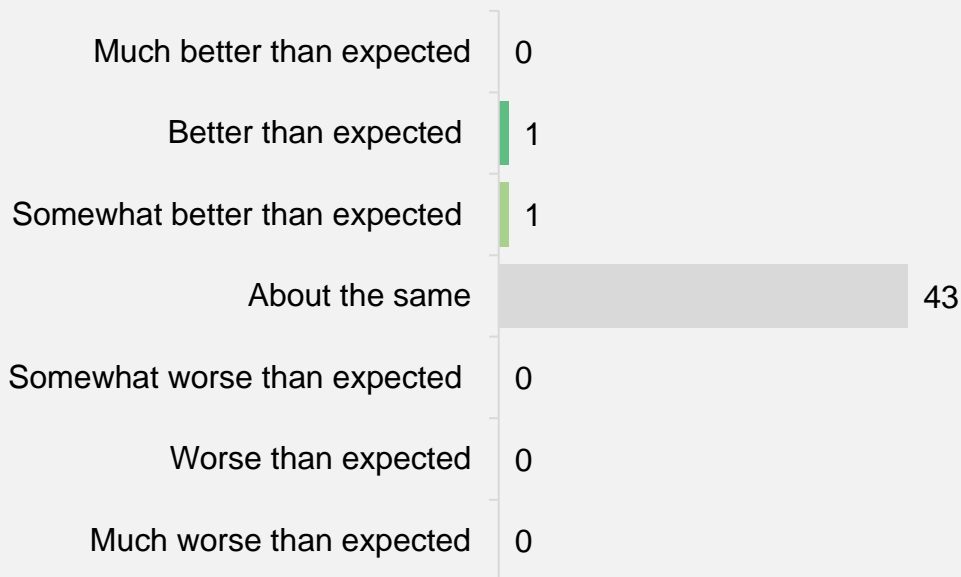 Much better than expected 0
Better than expected 1
Somewhat better than expected 1
About the same 43
Somewhat worse than expected 0
Worse than expected 0
Much worse than expected 0